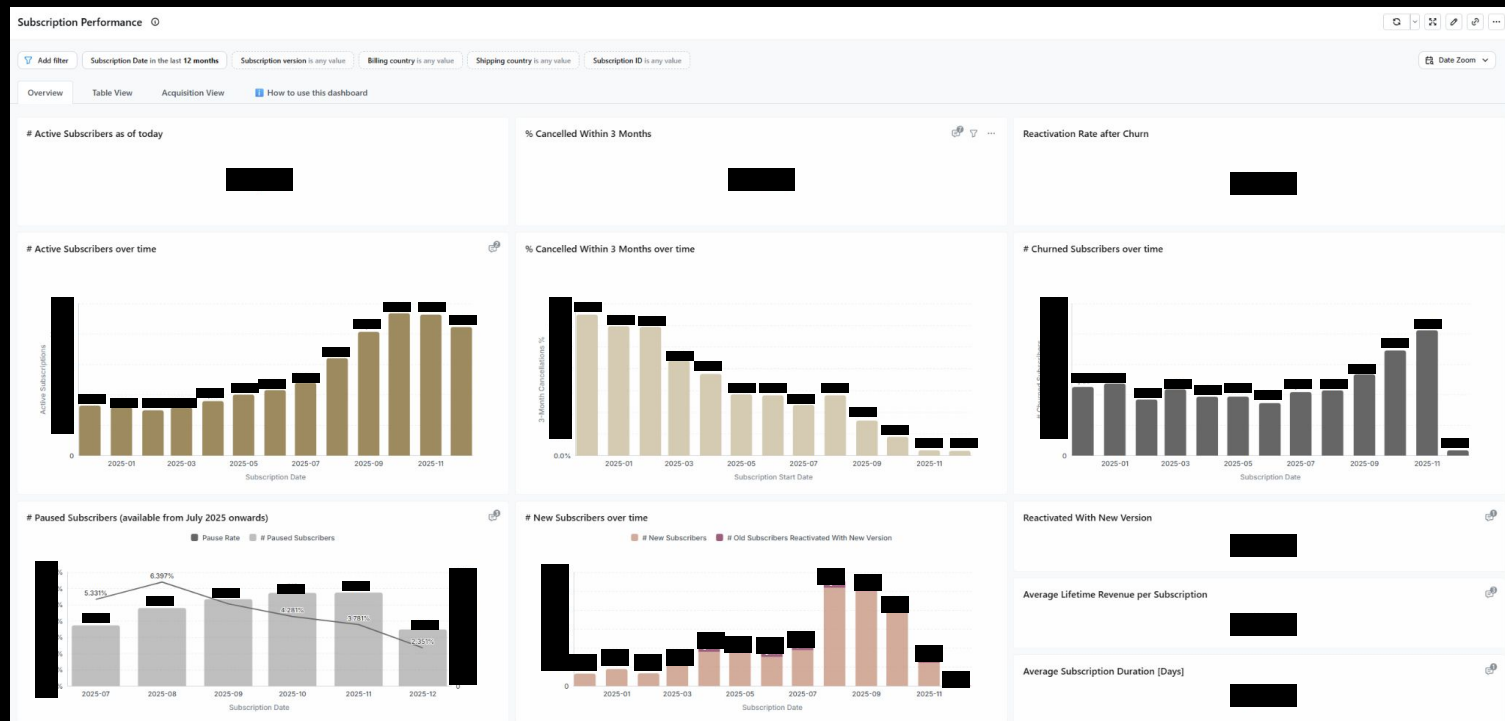 Subscription Performance
Add filter
Subscription Date in the last 12 months
Subscription version is any value
Billing country is any value
Shipping country is any value
Subscription ID is any value
Date Zoom
Overview
Table View
Acquisition View
How to use this dashboard
# Active Subscribers as of today
% Cancelled Within 3 Months
Reactivation Rate after Churn
# Active Subscribers over time
Active Subscriptions
0
2025-01 2025-03 2025-05 2025-07 2025-09 2025-11
Subscription Date
% Cancelled Within 3 Months over time
3-Month Cancellations %
0.0%
2025-01 2025-03 2025-05 2025-07 2025-09 2025-11
Subscription Start Date
# Churned Subscribers over time
0
2025-01 2025-03 2025-05 2025-07 2025-09 2025-11
Subscription Date
# Paused Subscribers (available from July 2025 onwards)
Pause Rate
# Paused Subscribers
5.331%
6.397%
4.281%
3.781%
2.357%
0
2025-07 2025-08 2025-09 2025-10 2025-11 2025-12
Subscription Date
# New Subscribers over time
# New Subscribers
# Old Subscribers Reactivated With New Version
0
2025-01 2025-03 2025-05 2025-07 2025-09 2025-11
Subscription Date
Reactivated With New Version
Average Lifetime Revenue per Subscription
Average Subscription Duration [Days]